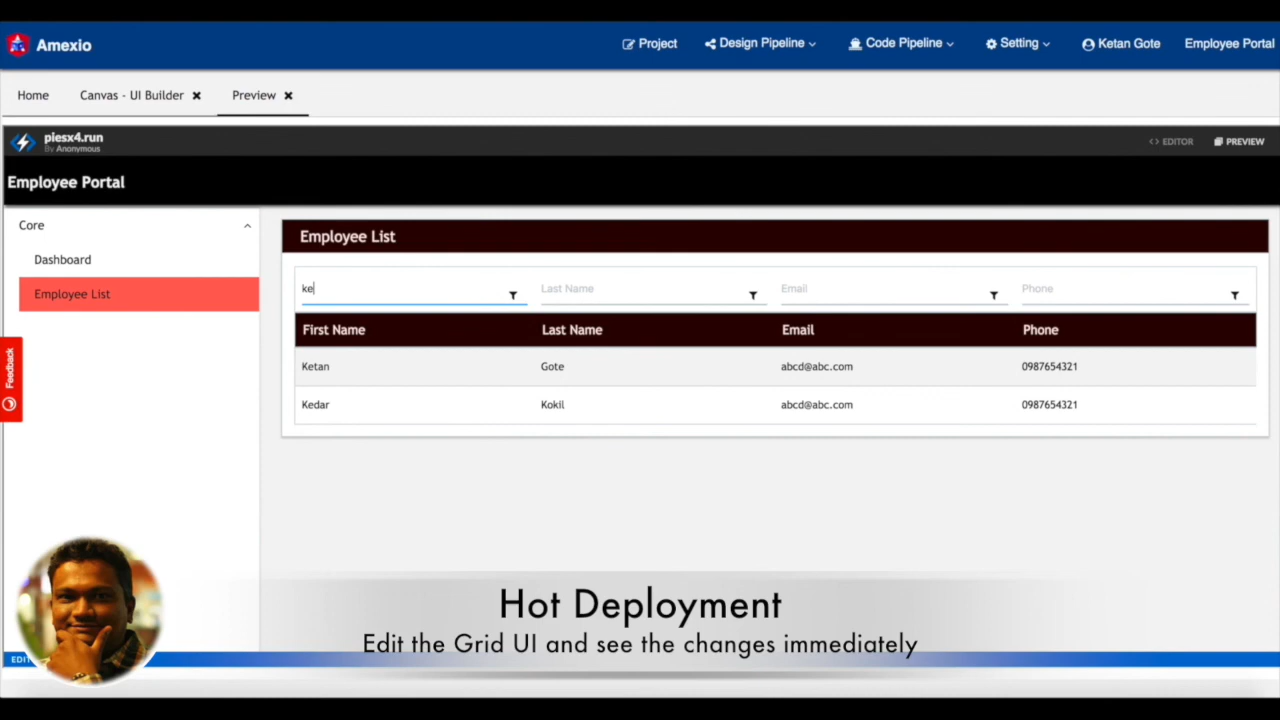 Amexio
Project Design Pipeline Code Pipeline Setting Ketan Gote Employee Portal
Home Canvas - UI Builder Preview
piesx4.run
By Anonymous
<> EDITOR PREVIEW
Employee Portal
Core
Dashboard
Employee List
Feedback
Employee List
ke Last Name Email Phone
First Name Last Name Email Phone
Ketan Gote abcd@abc.com 0987654321
Kedar Kokil abcd@abc.com 0987654321
Hot Deployment
Edit the Grid UI and see the changes immediately